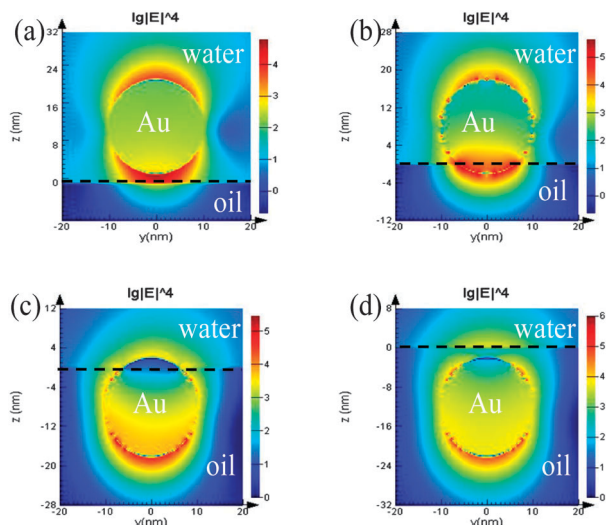 (a)
lg|E|^4
water
Au
oil
z (nm)
32
24
16
8
0
-8
-20
-10
0
10
20
y(nm)
4
3
2
1
0
(b)
lg|E|^4
water
Au
oil
z (nm)
28
20
12
4
-4
-12
-20
-10
0
10
20
y(nm)
5
4
3
2
1
0
(c)
lg|E|^4
water
Au
oil
z (nm)
12
4
-4
-12
-20
-28
-20
-10
0
10
20
y(nm)
5
4
3
2
1
0
(d)
lg|E|^4
water
Au
oil
z (nm)
8
0
-8
-16
-24
-32
-20
-10
0
10
20
y(nm)
6
5
4
3
2
1
0